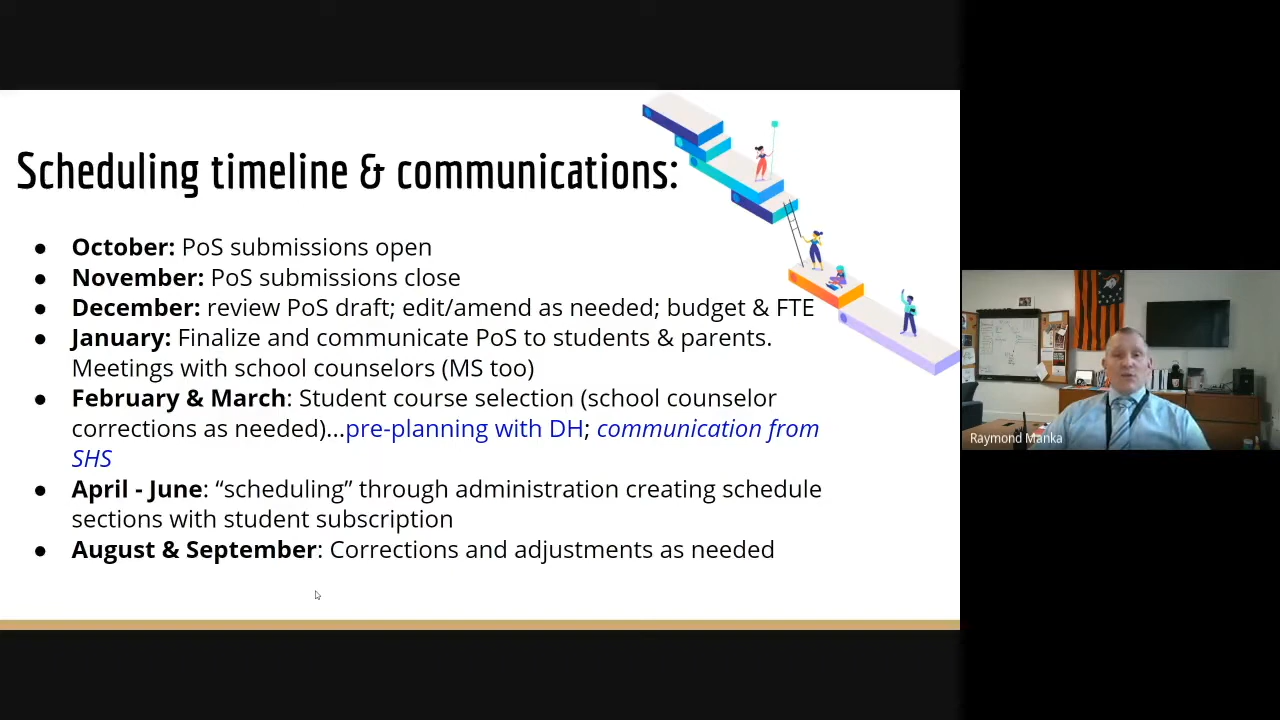 Scheduling timeline & communications:
● October: PoS submissions open
● November: PoS submissions close
● December: review PoS draft; edit/amend as needed; budget & FTE
● January: Finalize and communicate PoS to students & parents.
Meetings with school counselors (MS too)
● February & March: Student course selection (school counselor
corrections as needed)...pre-planning with DH; communication from
SHS
● April - June: “scheduling” through administration creating schedule
sections with student subscription
● August & September: Corrections and adjustments as needed
Raymond Manka